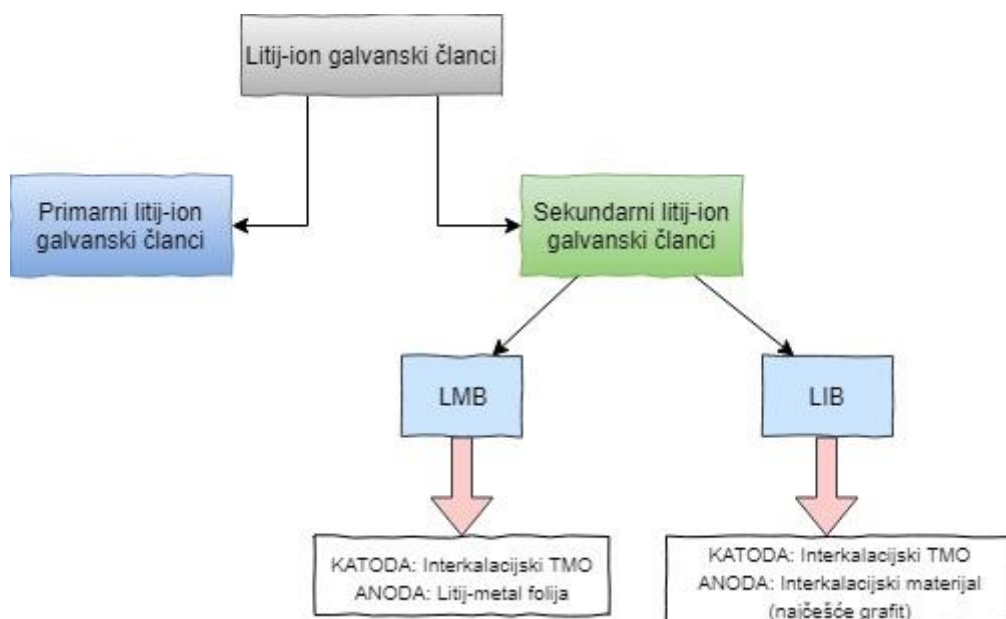 Litij-ion galvanski članci
Primarni litij-ion
galvanski članci
Sekundarni litij-ion
galvanski članci
LMB
LIB
KATODA: Interkalacijski TMO
ANODA: Litij-metal folija
KATODA: Interkalacijski TMO
ANODA: Interkalacijski materijal
(najčešće grafit)